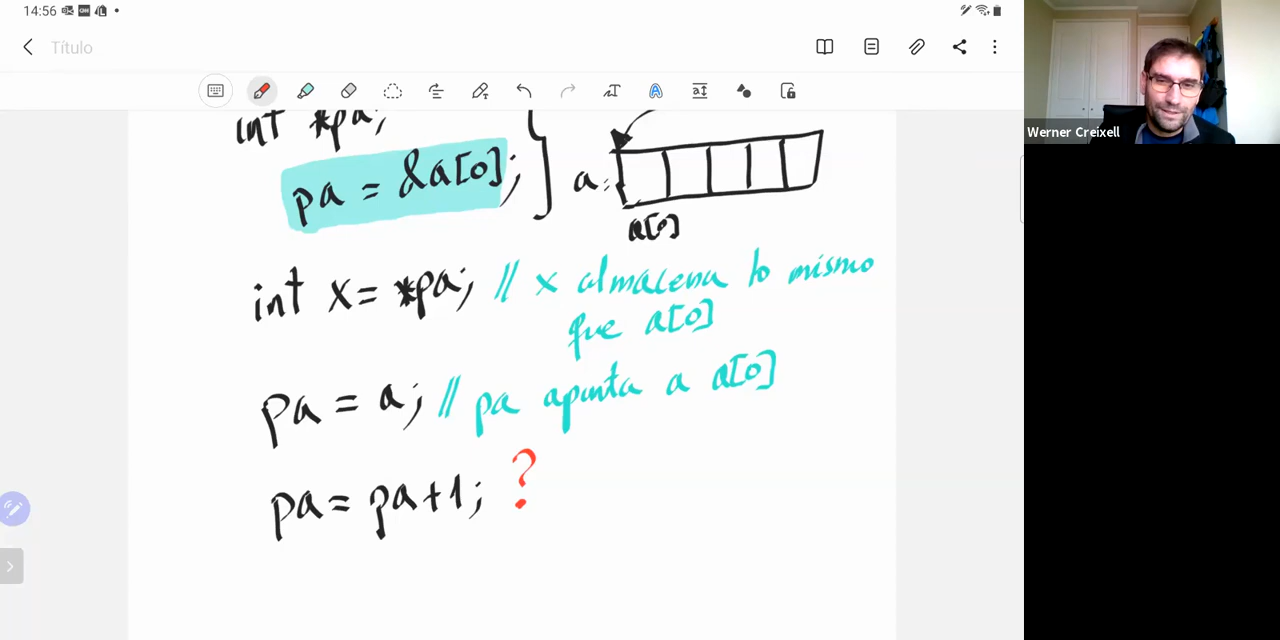 14:56
Título
int *pa;
pa = &a[0];
a:
a[0]
int x = *pa; // x almacena lo mismo
que a[0]
pa = a; // pa apunta a a[0]
pa = pa+1; ?
Werner Creixell